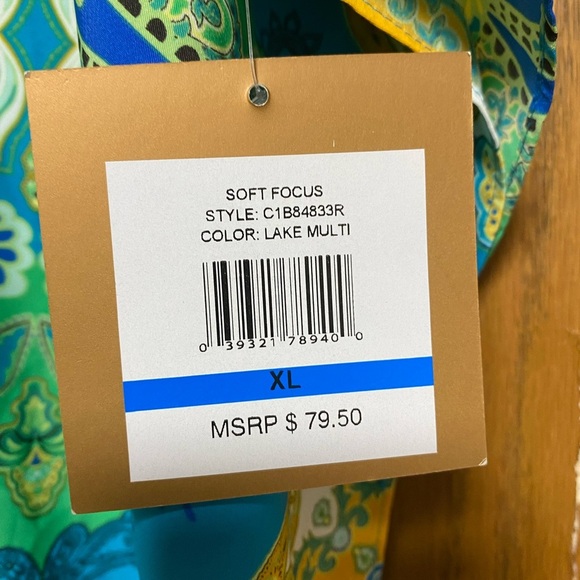 SOFT FOCUS
STYLE: C1B84833R
COLOR: LAKE MULTI
0 39321 78940 0
XL
MSRP $ 79.50